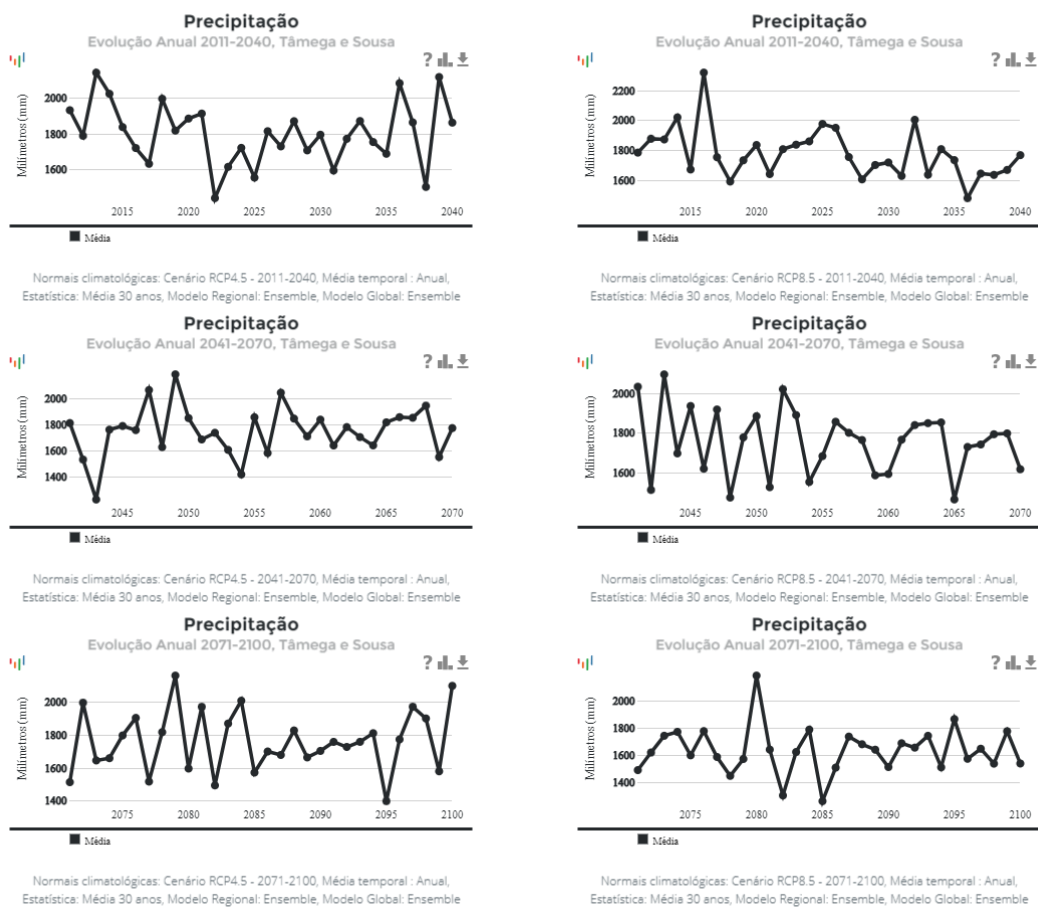 Precipitação
Evolução Anual 2011-2040, Tâmega e Sousa
?
Milímetros (mm)
2000
1800
1600
2015 2020 2025 2030 2035 2040
Média
Normais climatológicas: Cenário RCP4.5 - 2011-2040, Média temporal : Anual,
Estatística: Média 30 anos, Modelo Regional: Ensemble, Modelo Global: Ensemble
Precipitação
Evolução Anual 2011-2040, Tâmega e Sousa
?
Milímetros (mm)
2200
2000
1800
1600
2015 2020 2025 2030 2035 2040
Média
Normais climatológicas: Cenário RCP8.5 - 2011-2040, Média temporal : Anual,
Estatística: Média 30 anos, Modelo Regional: Ensemble, Modelo Global: Ensemble
Precipitação
Evolução Anual 2041-2070, Tâmega e Sousa
?
Milímetros (mm)
2000
1800
1600
1400
2045 2050 2055 2060 2065 2070
Média
Normais climatológicas: Cenário RCP4.5 - 2041-2070, Média temporal : Anual,
Estatística: Média 30 anos, Modelo Regional: Ensemble, Modelo Global: Ensemble
Precipitação
Evolução Anual 2041-2070, Tâmega e Sousa
?
Milímetros (mm)
2000
1800
1600
2045 2050 2055 2060 2065 2070
Média
Normais climatológicas: Cenário RCP8.5 - 2041-2070, Média temporal : Anual,
Estatística: Média 30 anos, Modelo Regional: Ensemble, Modelo Global: Ensemble
Precipitação
Evolução Anual 2071-2100, Tâmega e Sousa
?
Milímetros (mm)
2000
1800
1600
1400
2075 2080 2085 2090 2095 2100
Média
Normais climatológicas: Cenário RCP4.5 - 2071-2100, Média temporal : Anual,
Estatística: Média 30 anos, Modelo Regional: Ensemble, Modelo Global: Ensemble
Precipitação
Evolução Anual 2071-2100, Tâmega e Sousa
?
Milímetros (mm)
2000
1800
1600
1400
2075 2080 2085 2090 2095 2100
Média
Normais climatológicas: Cenário RCP8.5 - 2071-2100, Média temporal : Anual,
Estatística: Média 30 anos, Modelo Regional: Ensemble, Modelo Global: Ensemble